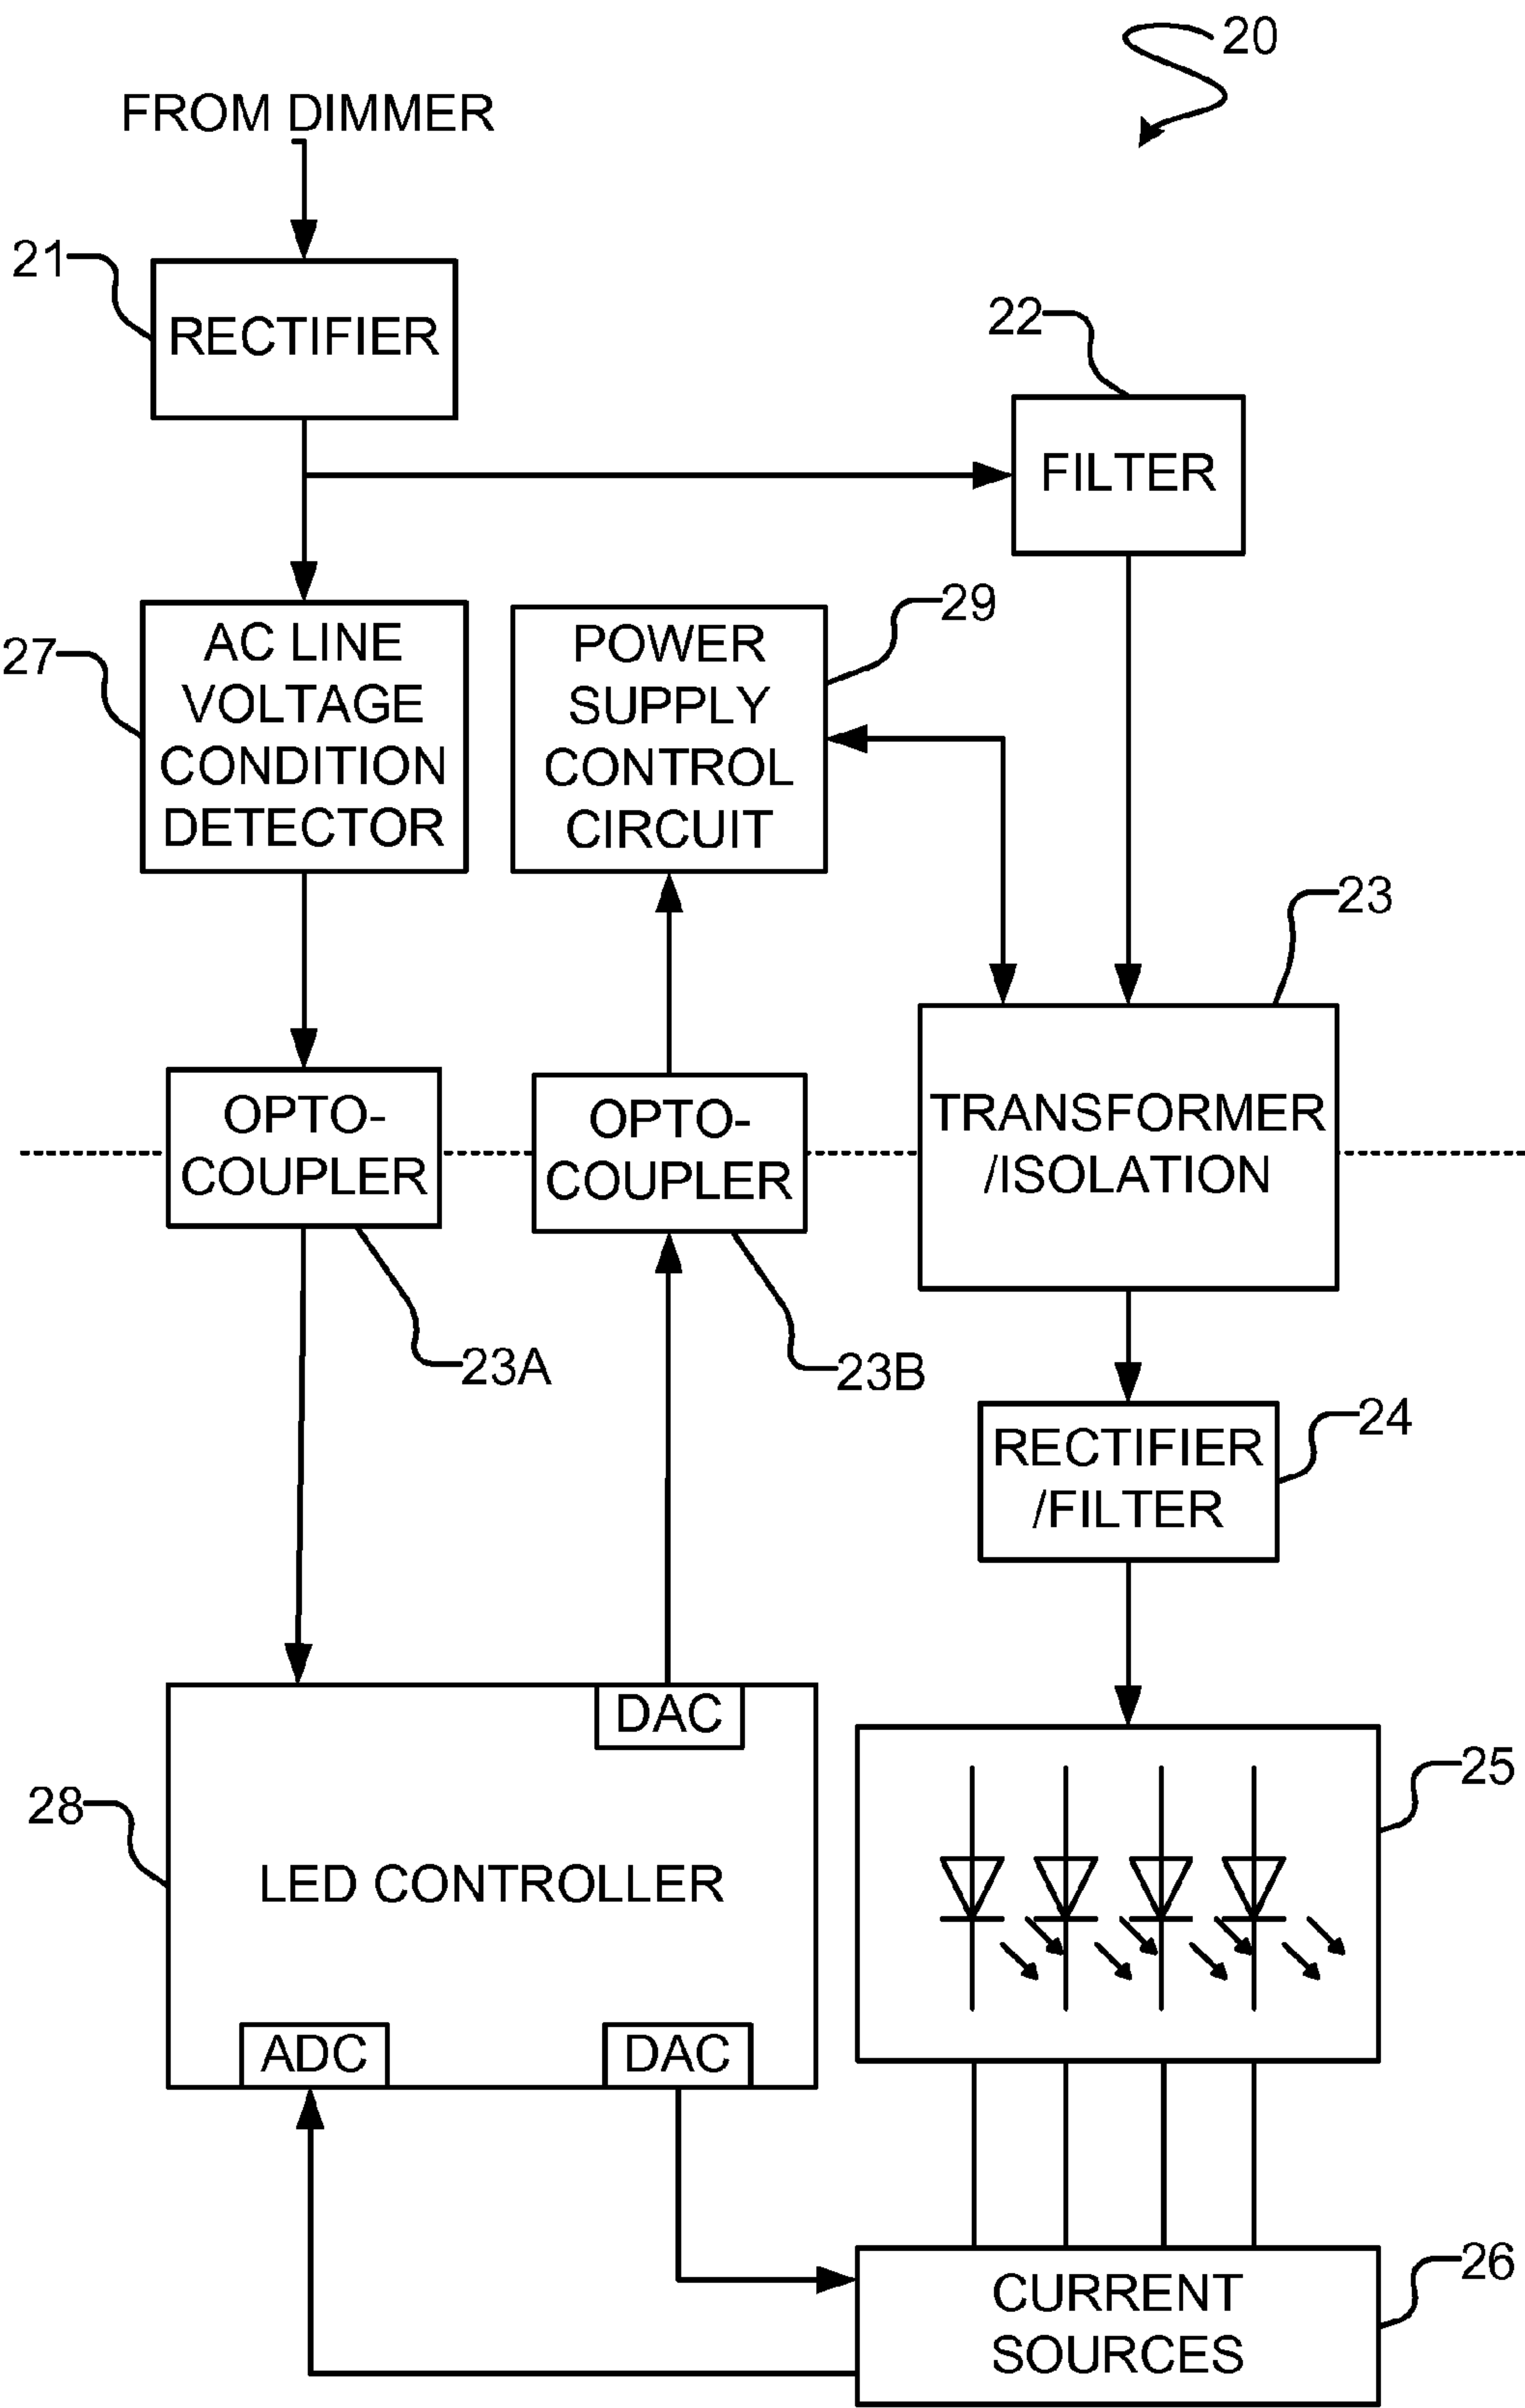 20
FROM DIMMER
21
RECTIFIER
22
FILTER
27
AC LINE
VOLTAGE
CONDITION
DETECTOR
29
POWER
SUPPLY
CONTROL
CIRCUIT
23
OPTO-
COUPLER
OPTO-
COUPLER
TRANSFORMER
/ISOLATION
23A
23B
24
RECTIFIER
/FILTER
DAC
25
28
LED CONTROLLER
ADC
DAC
26
CURRENT
SOURCES